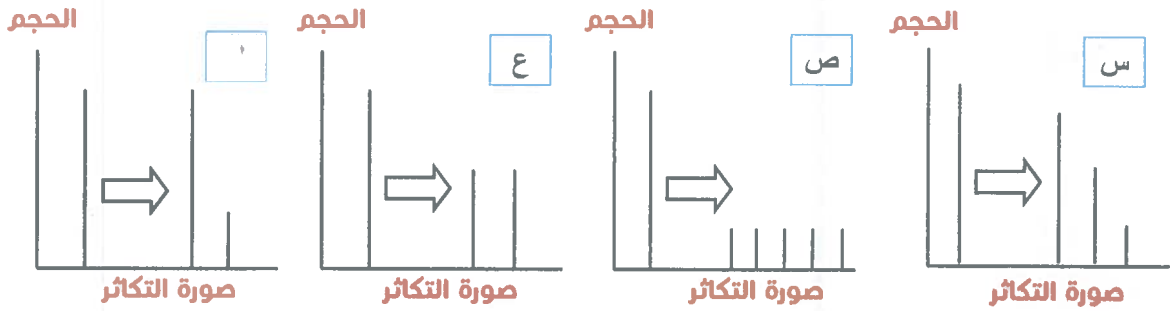 الحجم
س
صورة التكاثر
الحجم
ص
صورة التكاثر
الحجم
ع
صورة التكاثر
الحجم
صورة التكاثر